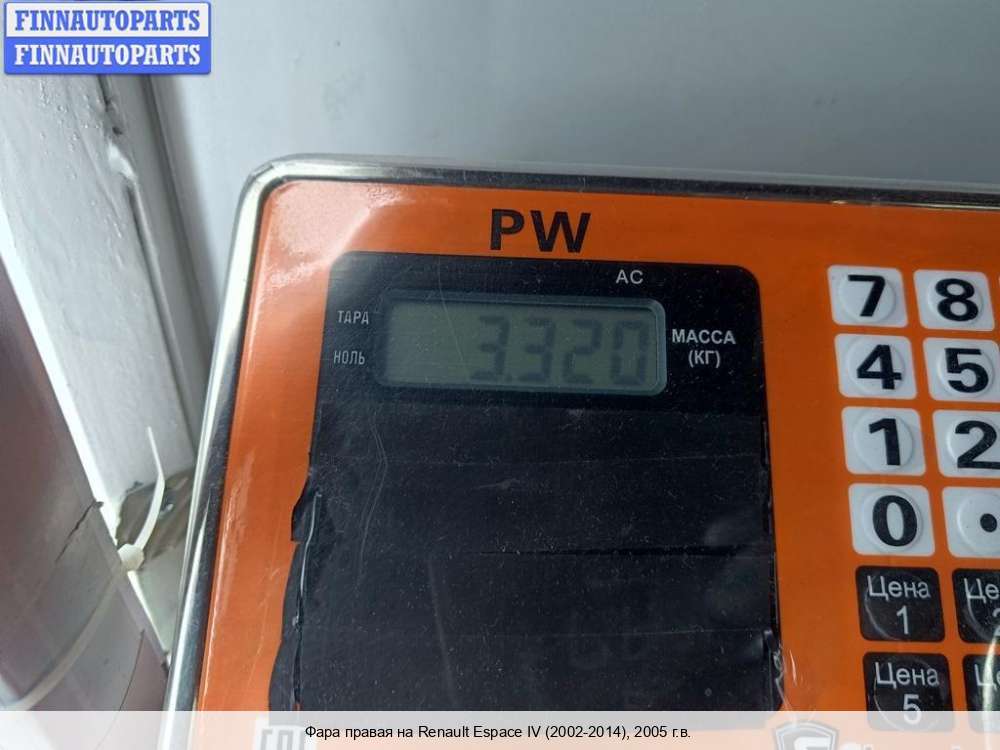 FINNAUTOPARTS
FINNAUTOPARTS
PW
AC
ТАРА
НОЛЬ
3.320
МАССА
(КГ)
7 8
4 5
1 2
0 •
Цена
1
Цена
5
Фара правая на Renault Espace IV (2002-2014), 2005 г.в.